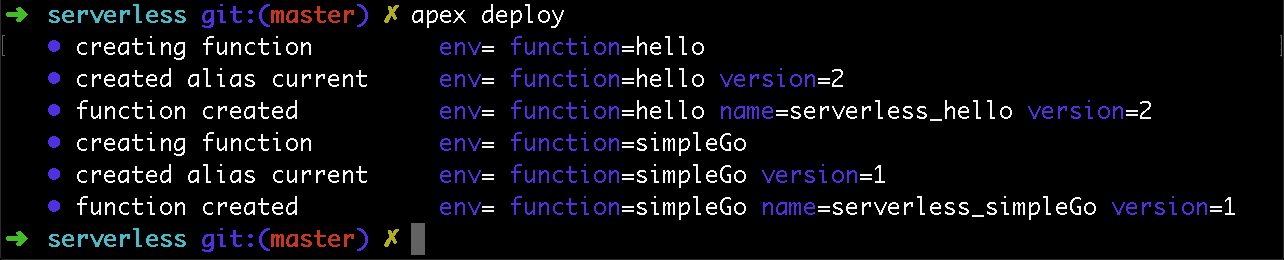 ➜ serverless git:(master) ✗ apex deploy
• creating function env= function=hello
• created alias current env= function=hello version=2
• function created env= function=hello name=serverless_hello version=2
• creating function env= function=simpleGo
• created alias current env= function=simpleGo version=1
• function created env= function=simpleGo name=serverless_simpleGo version=1
➜ serverless git:(master) ✗